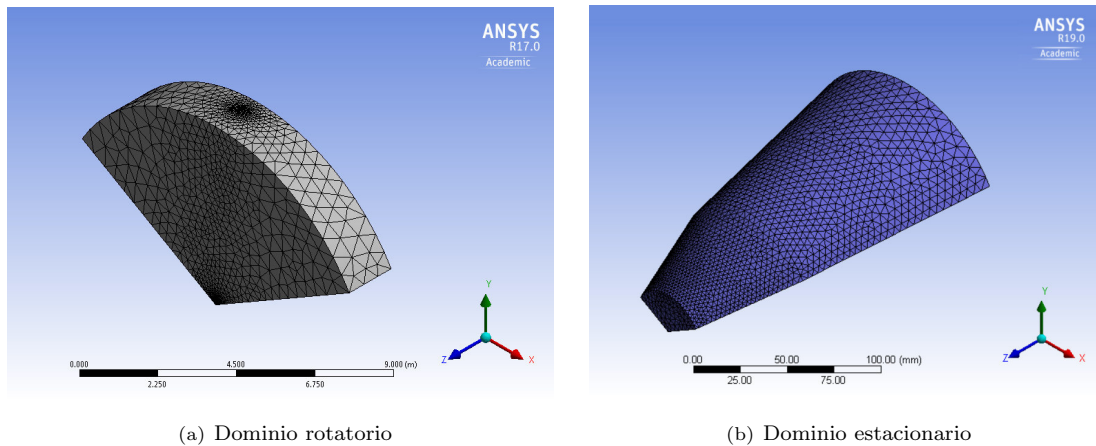 ANSYS
R17.0
Academic
Y
Z
X
0.000
4.500
9.000 (m)
2.250
6.750
(a) Dominio rotatorio
ANSYS
R19.0
Academic
Y
Z
X
0.00
50.00
100.00 (mm)
25.00
75.00
(b) Dominio estacionario